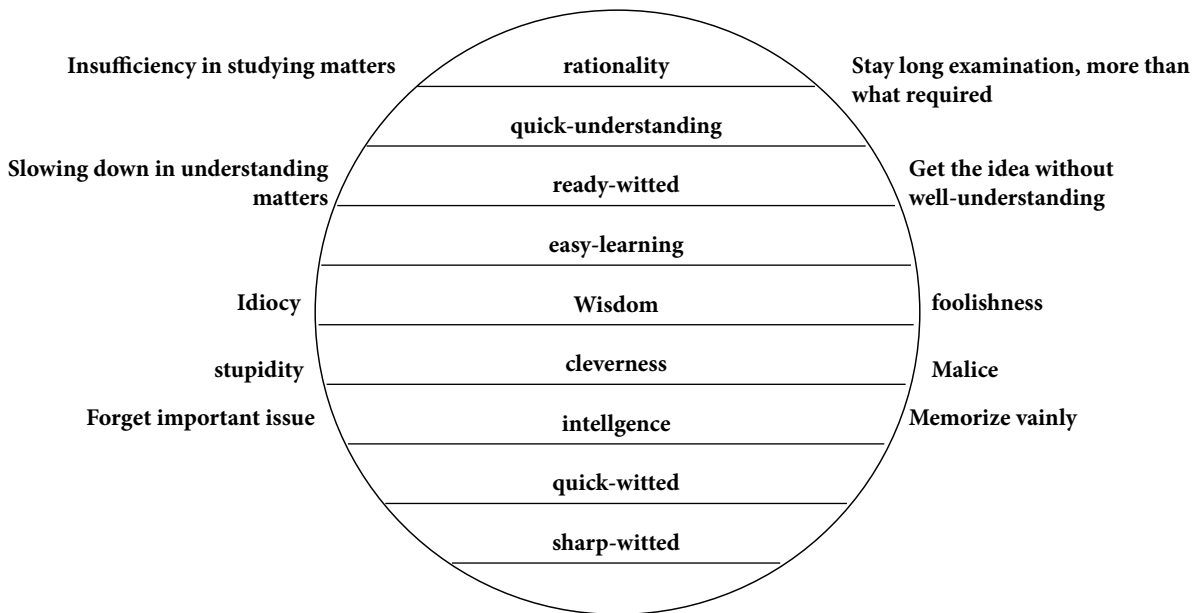 Insufficiency in studying matters
rationality
Stay long examination, more than
what required
quick-understanding
Slowing down in understanding
matters
ready-witted
Get the idea without
well-understanding
easy-learning
Idiocy
Wisdom
foolishness
stupidity
cleverness
Malice
Forget important issue
intellgence
Memorize vainly
quick-witted
sharp-witted